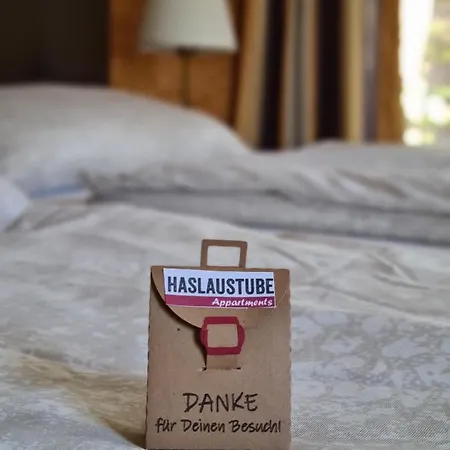 HASLAUSTUBE
Appartments
DANKE
für Deinen Besuch!